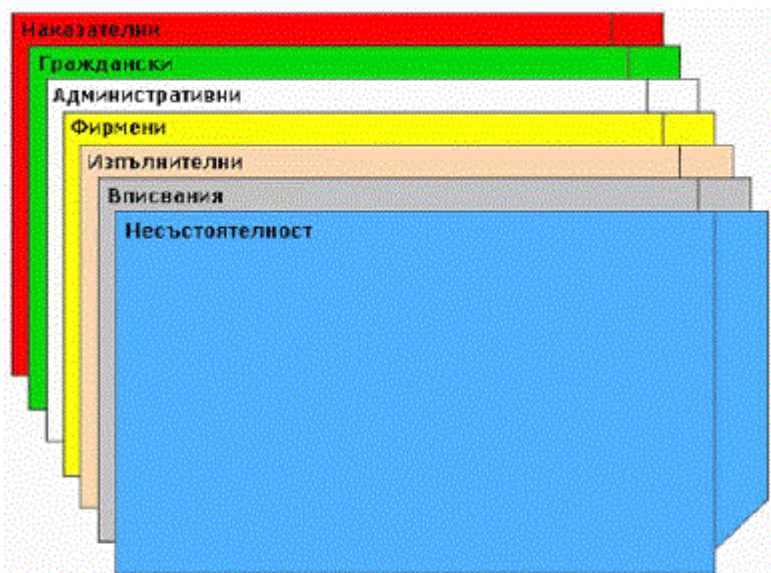 Наказателни
Граждански
Административни
Фирмени
Изпълнителни
Вписвания
Несъстоятелност